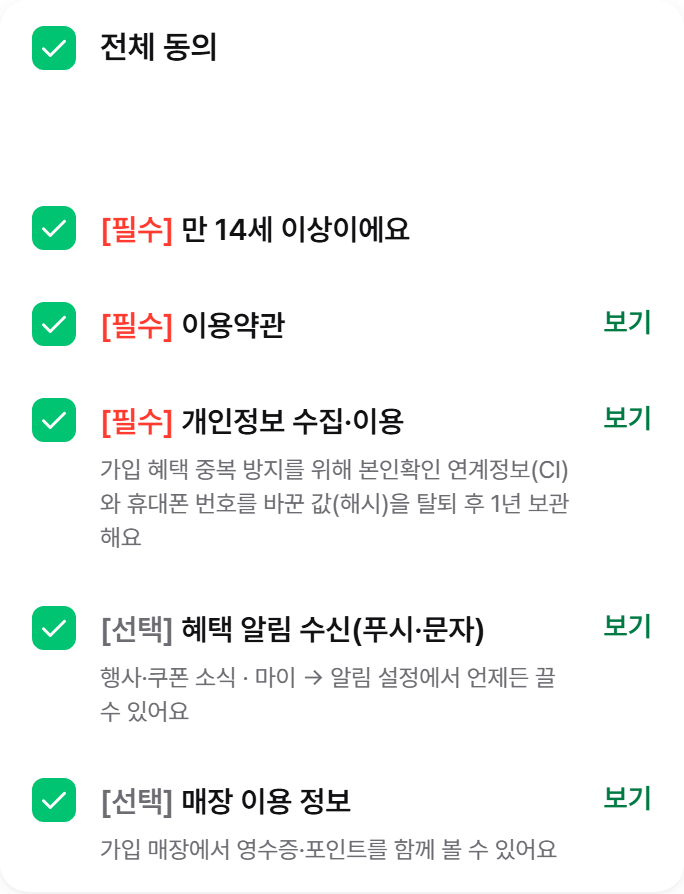 전체 동의
[필수] 만 14세 이상이에요
[필수] 이용약관 보기
[필수] 개인정보 수집·이용 보기
가입 혜택 중복 방지를 위해 본인확인 연계정보(CI)
와 휴대폰 번호를 바꾼 값(해시)을 탈퇴 후 1년 보관
해요
[선택] 혜택 알림 수신(푸시·문자) 보기
행사·쿠폰 소식 · 마이 → 알림 설정에서 언제든 끌
수 있어요
[선택] 매장 이용 정보 보기
가입 매장에서 영수증·포인트를 함께 볼 수 있어요